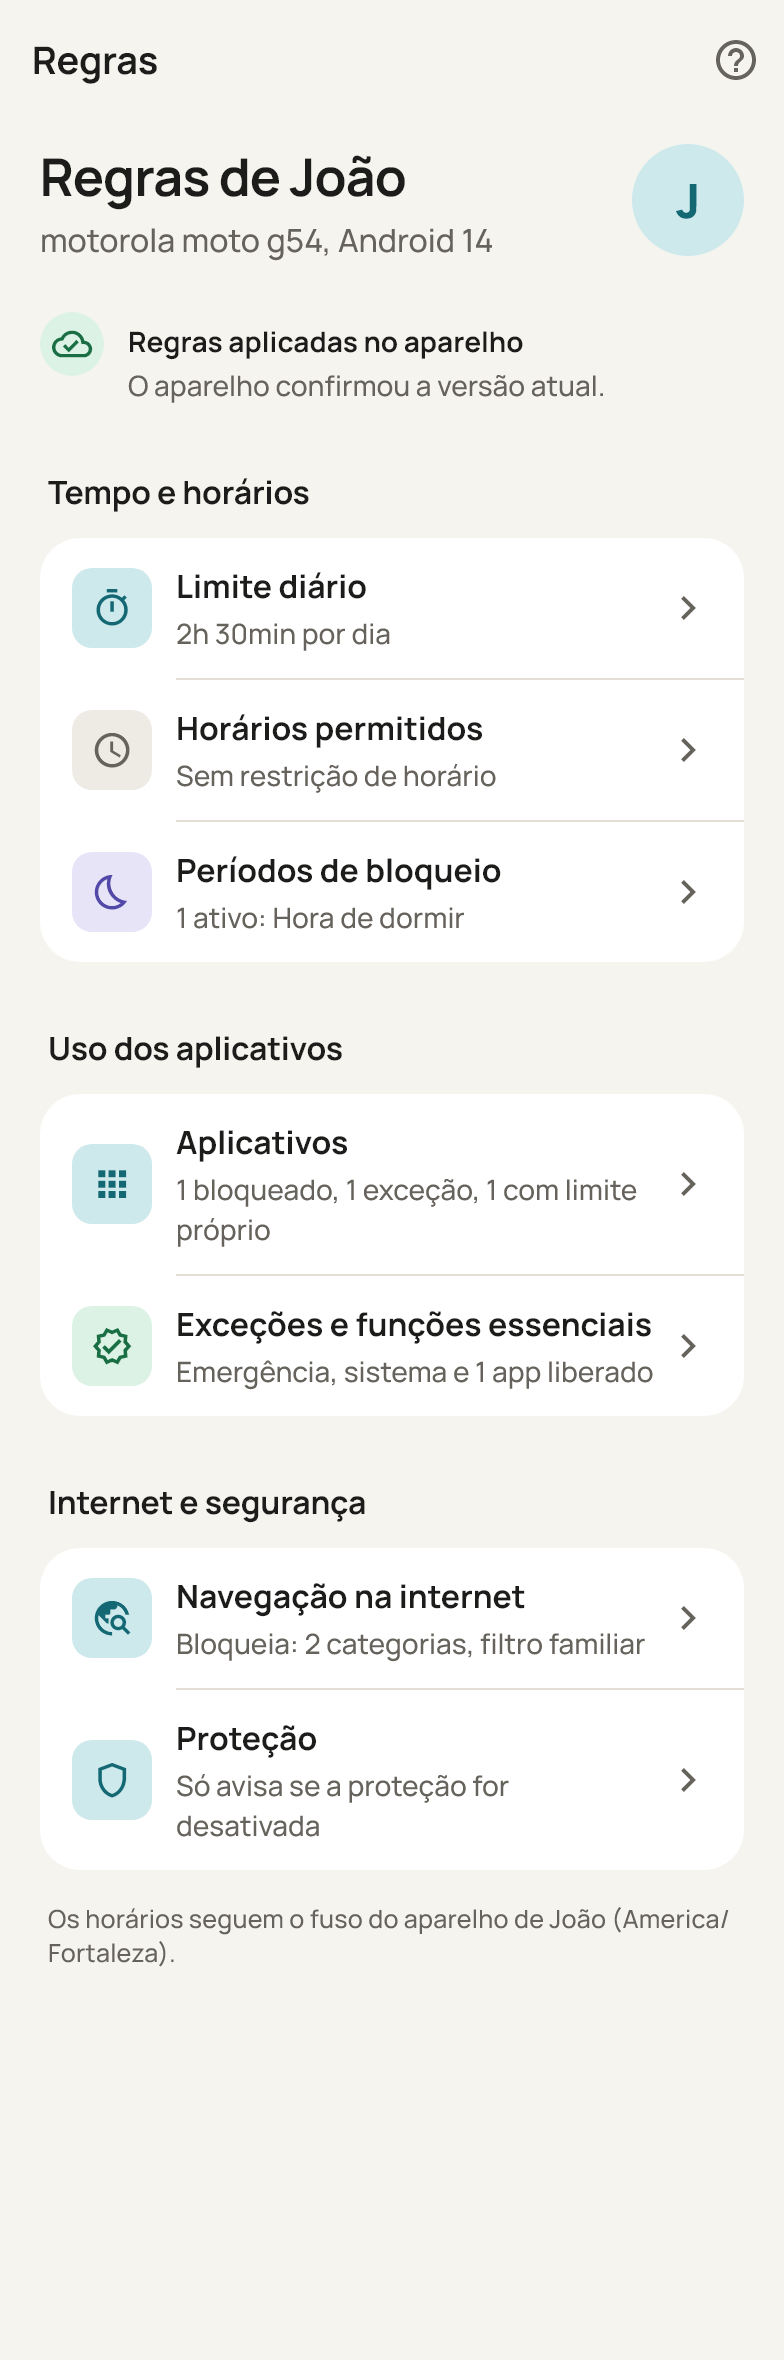 Regras
Regras de João
J
motorola moto g54, Android 14
Regras aplicadas no aparelho
O aparelho confirmou a versão atual.
Tempo e horários
Limite diário
2h 30min por dia
Horários permitidos
Sem restrição de horário
Períodos de bloqueio
1 ativo: Hora de dormir
Uso dos aplicativos
Aplicativos
1 bloqueado, 1 exceção, 1 com limite
próprio
Exceções e funções essenciais
Emergência, sistema e 1 app liberado
Internet e segurança
Navegação na internet
Bloqueia: 2 categorias, filtro familiar
Proteção
Só avisa se a proteção for
desativada
Os horários seguem o fuso do aparelho de João (America/
Fortaleza).